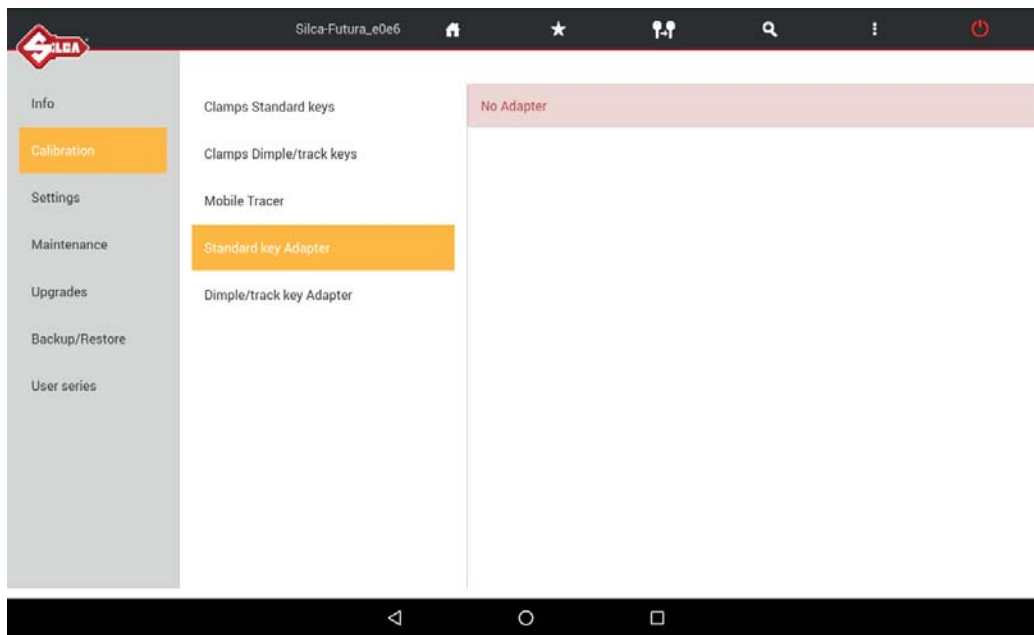 SILCA
Silca-Futura_e0e6
Info
Calibration
Settings
Maintenance
Upgrades
Backup/Restore
User series
Clamps Standard keys
Clamps Dimple/track keys
Mobile Tracer
Standard key Adapter
Dimple/track key Adapter
No Adapter